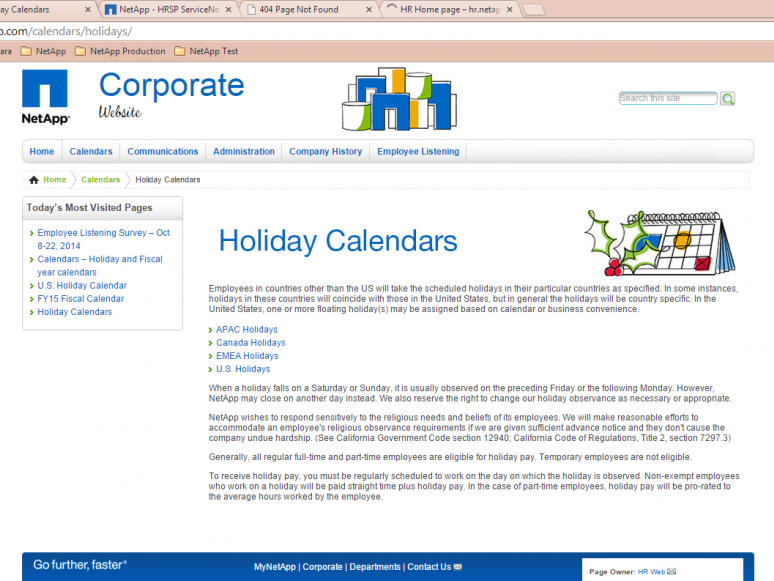 ay Calendars
NetApp - HRSP ServiceNo
404 Page Not Found
HR Home page – hr.netap
o.com/calendars/holidays/
ara NetApp NetApp Production NetApp Test
NetApp
Corporate
Website
Search this site
Home Calendars Communications Administration Company History Employee Listening
Home Calendars Holiday Calendars
Today's Most Visited Pages
Employee Listening Survey – Oct
8-22, 2014
Calendars – Holiday and Fiscal
year calendars
U.S. Holiday Calendar
FY15 Fiscal Calendar
Holiday Calendars
Holiday Calendars
Employees in countries other than the US will take the scheduled holidays in their particular countries as specified. In some instances,
holidays in these countries will coincide with those in the United States, but in general the holidays will be country specific. In the
United States, one or more floating holiday(s) may be assigned based on calendar or business convenience.
APAC Holidays
Canada Holidays
EMEA Holidays
U.S. Holidays
When a holiday falls on a Saturday or Sunday, it is usually observed on the preceding Friday or the following Monday. However,
NetApp may close on another day instead. We also reserve the right to change our holiday observance as necessary or appropriate.
NetApp wishes to respond sensitively to the religious needs and beliefs of its employees. We will make reasonable efforts to
accommodate an employee's religious observance requirements if we are given sufficient advance notice and they don't cause the
company undue hardship. (See California Government Code section 12940; California Code of Regulations, Title 2, section 7297.3)
Generally, all regular full-time and part-time employees are eligible for holiday pay. Temporary employees are not eligible.
To receive holiday pay, you must be regularly scheduled to work on the day on which the holiday is observed. Non-exempt employees
who work on a holiday will be paid straight time plus holiday pay. In the case of part-time employees, holiday pay will be pro-rated to
the average hours worked by the employee.
Go further, faster®
MyNetApp | Corporate | Departments | Contact Us
Page Owner: HR Web